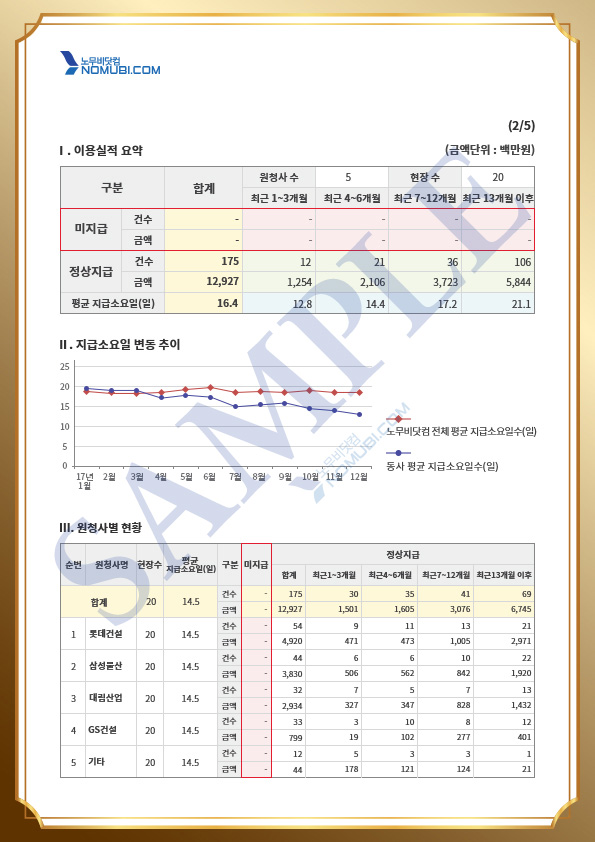 노무비닷컴
NOMUBI.COM
(2/5)
I . 이용실적 요약
(금액단위 : 백만원)
구분 합계 원청사 수 5 현장 수 20
최근 1~3개월 최근 4~6개월 최근 7~12개월 최근 13개월 이후
미지급 건수 - - - - -
금액 - - - - -
정상지급 건수 175 12 21 36 106
금액 12,927 1,254 2,106 3,723 5,844
평균 지급소요일(일) 16.4 12.8 14.4 17.2 21.1
II . 지급소요일 변동 추이
25
20
15
10
5
0
17년 2월 3월 4월 5월 6월 7월 8월 9월 10월 11월 12월
1월
노무비닷컴 전체 평균 지급소요일수(일)
동사 평균 지급소요일수(일)
노무비닷컴
NOMUBI.COM
SAMPLE
III. 원청사별 현황
순번 원청사명 현장수 평균 지급소요일(일) 구분 미지급 정상지급
합계 최근1~3개월 최근4~6개월 최근7~12개월 최근13개월 이후
합계 20 14.5 건수 - 175 30 35 41 69
금액 - 12,927 1,501 1,605 3,076 6,745
1 롯데건설 20 14.5 건수 - 54 9 11 13 21
금액 - 4,920 471 473 1,005 2,971
2 삼성물산 20 14.5 건수 - 44 6 6 10 22
금액 - 3,830 506 562 842 1,920
3 대림산업 20 14.5 건수 - 32 7 5 7 13
금액 - 2,934 327 347 828 1,432
4 GS건설 20 14.5 건수 - 33 3 10 8 12
금액 - 799 19 102 277 401
5 기타 20 14.5 건수 - 12 5 3 3 1
금액 - 44 178 121 124 21